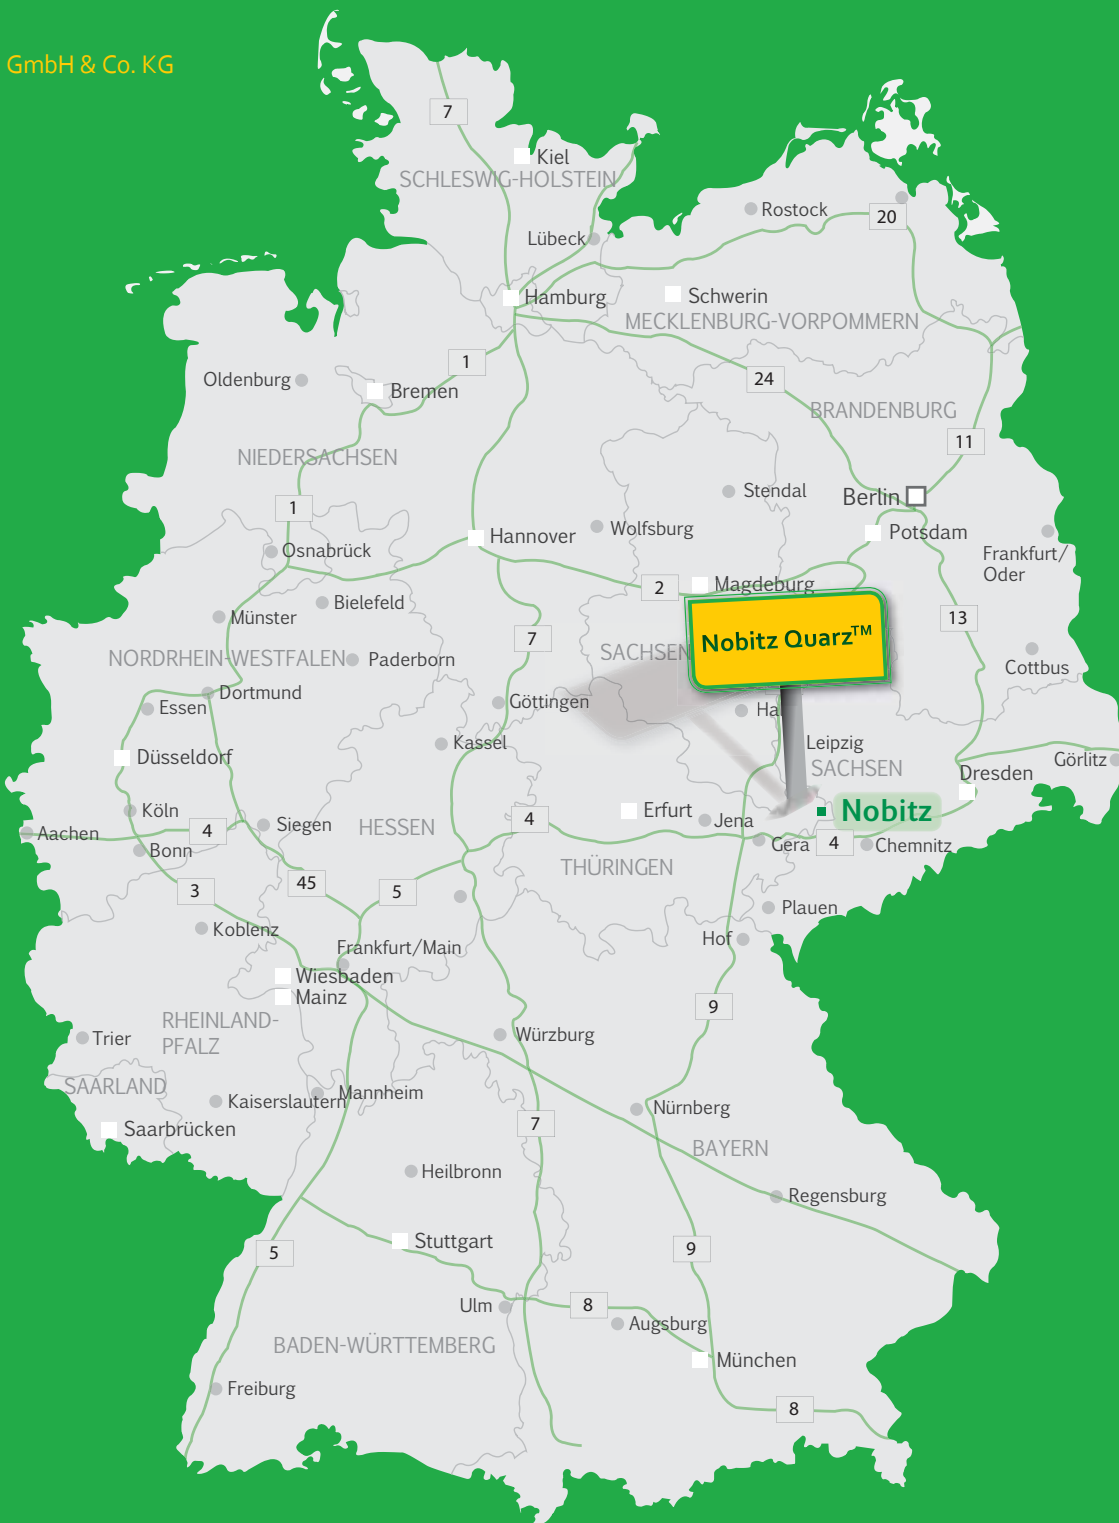 GmbH & Co. KG
7
Kiel
SCHLESWIG-HOLSTEIN
Rostock
20
Lübeck
Hamburg
Schwerin
MECKLENBURG-VORPOMMERN
1
Oldenburg
Bremen
24
BRANDENBURG
11
NIEDERSACHSEN
Stendal
Berlin
1
Wolfsburg
Hannover
Potsdam
Osnabrück
Frankfurt/
Oder
2
Magdeburg
Bielefeld
Münster
13
7
Nobitz Quarz™
SACHSEN
NORDRHEIN-WESTFALEN
Paderborn
Cottbus
Dortmund
Essen
Göttingen
Hal
Kassel
Leipzig
Düsseldorf
SACHSEN
Görlitz
Dresden
Köln
Erfurt
Nobitz
Aachen
4
Siegen
HESSEN
4
Jena
Gera
4
Chemnitz
Bonn
THÜRINGEN
3
45
5
Plauen
Koblenz
Hof
Frankfurt/Main
Wiesbaden
Mainz
9
RHEINLAND-
PFALZ
Trier
Würzburg
SAARLAND
Kaiserslautern
Mannheim
Nürnberg
Saarbrücken
7
BAYERN
Heilbronn
Regensburg
Stuttgart
5
9
Ulm
8
Augsburg
BADEN-WÜRTTEMBERG
München
Freiburg
8